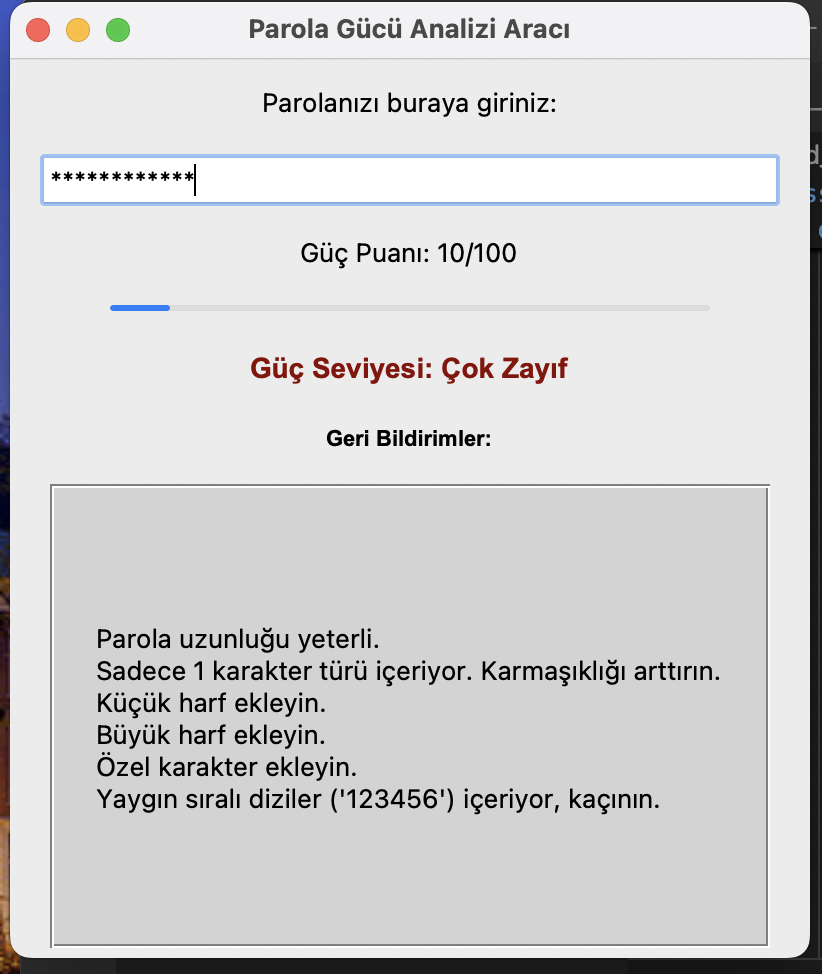 Parola Gücü Analizi Aracı
Parolanızı buraya giriniz:
************
Güç Puanı: 10/100
Güç Seviyesi: Çok Zayıf
Geri Bildirimler:
Parola uzunluğu yeterli.
Sadece 1 karakter türü içeriyor. Karmaşıklığı arttırın.
Küçük harf ekleyin.
Büyük harf ekleyin.
Özel karakter ekleyin.
Yaygın sıralı diziler ('123456') içeriyor, kaçının.